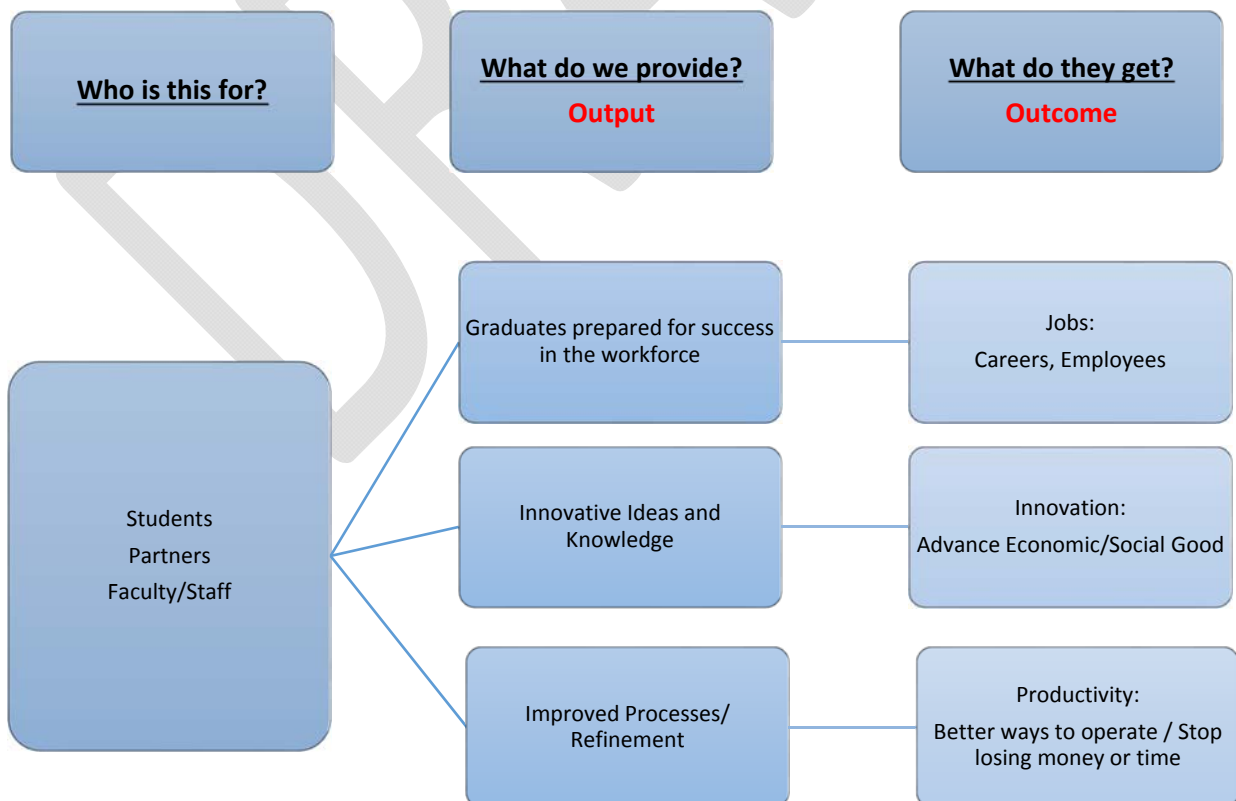 Who is this for?
What do we provide?
Output
What do they get?
Outcome
Students
Partners
Faculty/Staff
Graduates prepared for success
in the workforce
Jobs:
Careers, Employees
Innovative Ideas and
Knowledge
Innovation:
Advance Economic/Social Good
Improved Processes/
Refinement
Productivity:
Better ways to operate / Stop
losing money or time